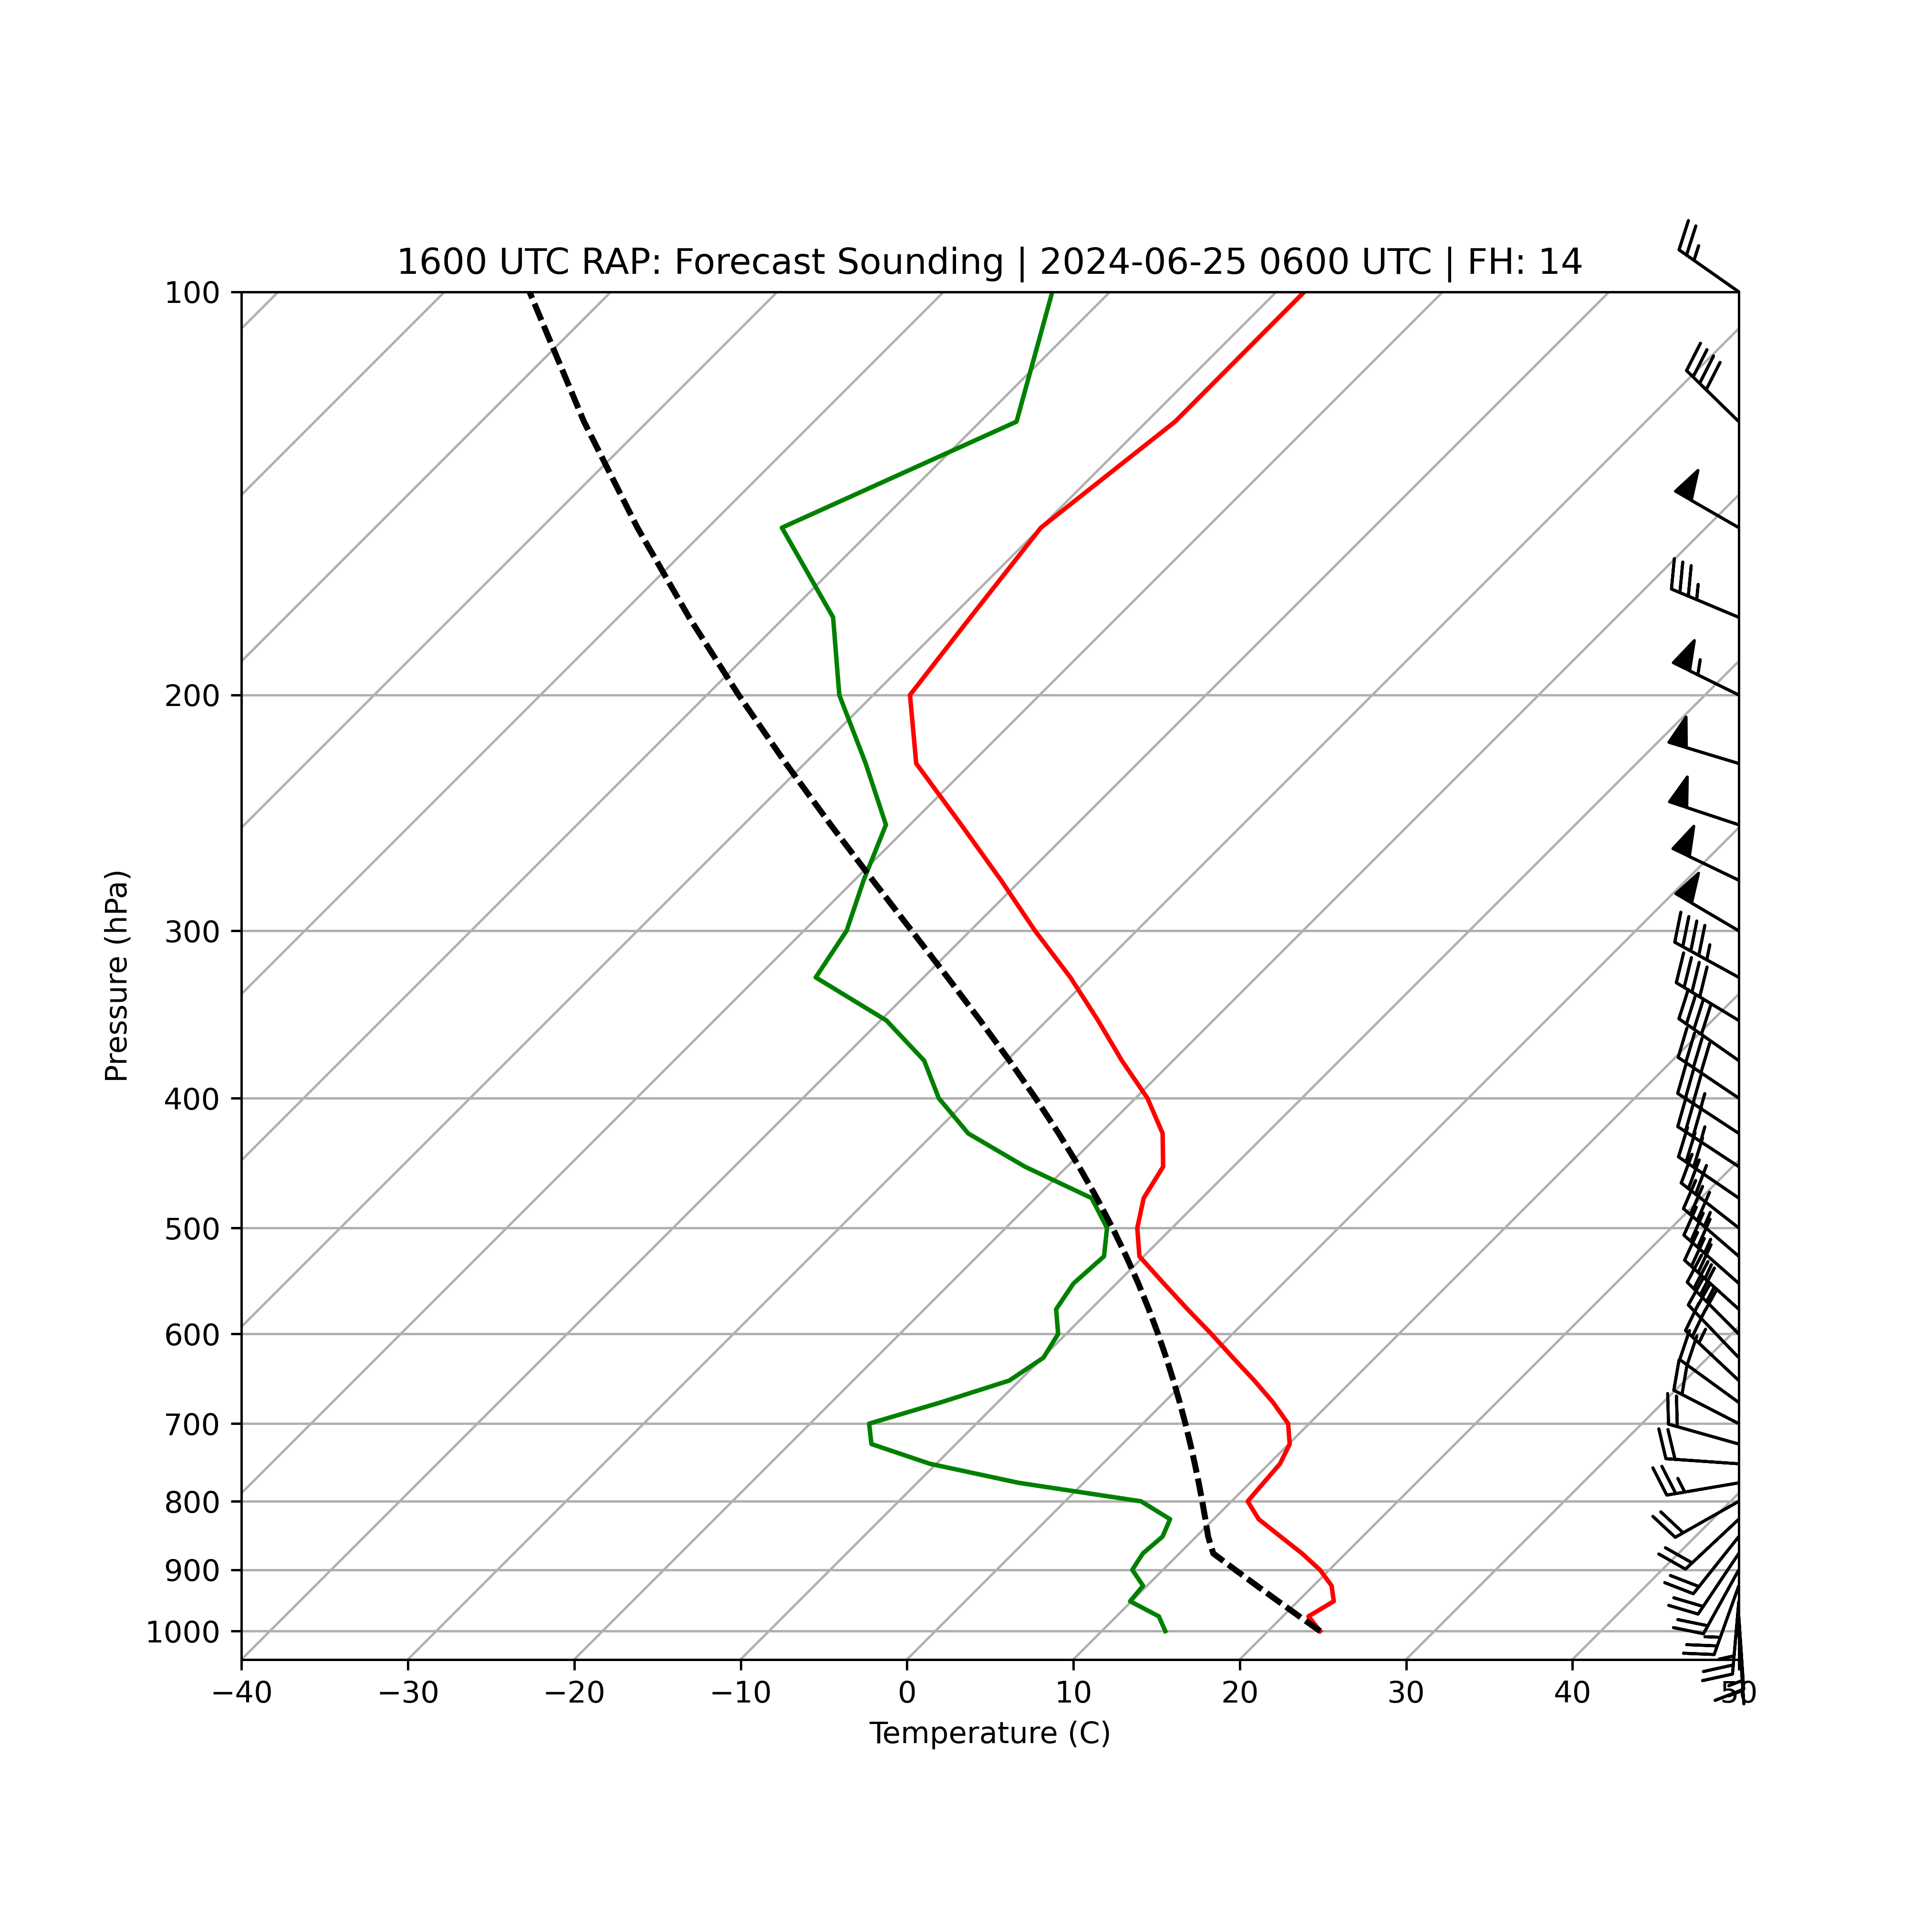 1600 UTC RAP: Forecast Sounding | 2024-06-25 0600 UTC | FH: 14
100
200
300
400
500
600
700
800
900
1000
Pressure (hPa)
−40 −30 −20 −10 0 10 20 30 40 50
Temperature (C)